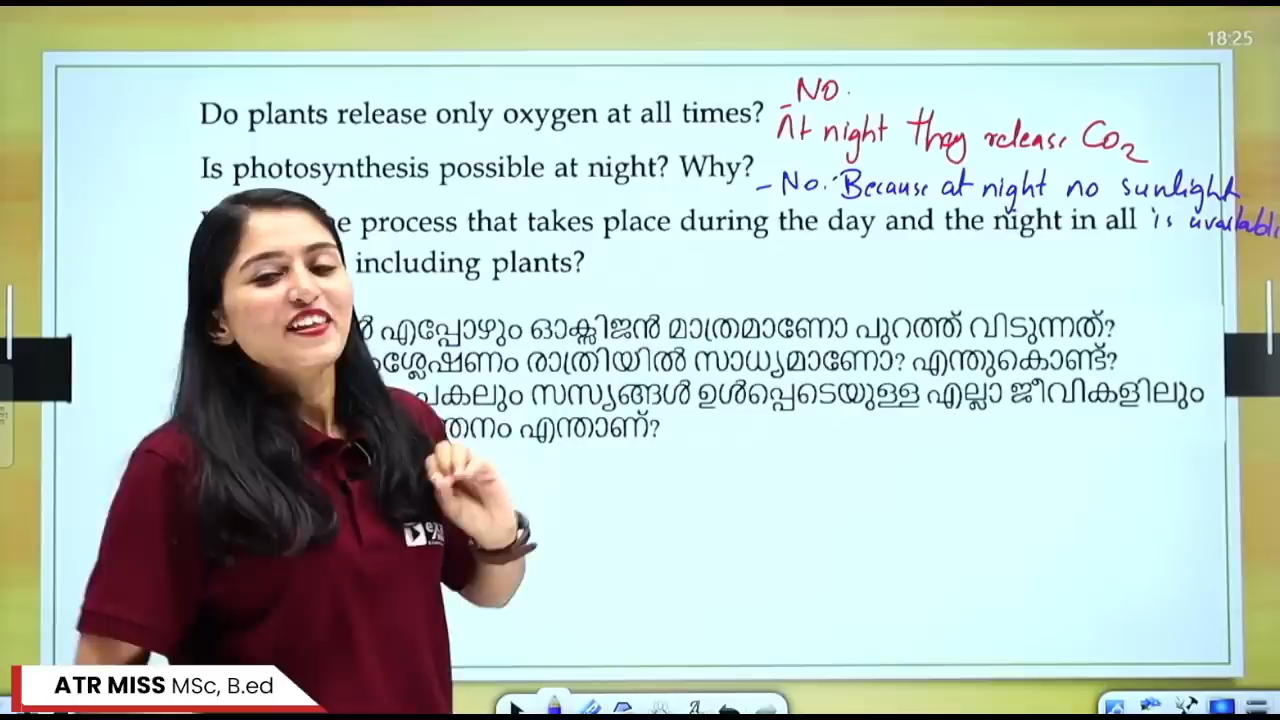 18:25
Do plants release only oxygen at all times? - NO.
At night they release CO2
Is photosynthesis possible at night? Why? - No. Because at night no sunlight
process that takes place during the day and the night in all is available
including plants?
എപ്പോഴും ഓക്സിജൻ മാത്രമാണോ പുറത്ത് വിടുന്നത്?
രാത്രിയിൽ സാധ്യമാണോ? എന്തുകൊണ്ട്?
പകലും സസ്യങ്ങൾ ഉൾപ്പെടെയുള്ള എല്ലാ ജീവികളിലും
എന്താണ്?
ATR MISS MSc, B.ed